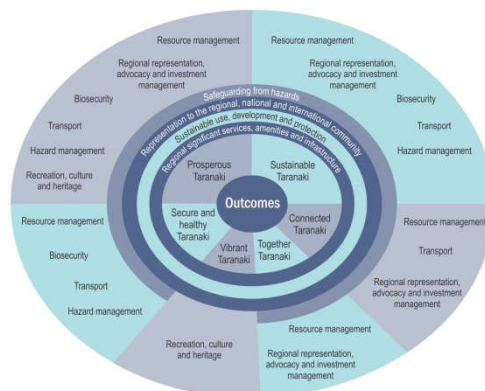 Resource management
Regional representation,
advocacy and investment
management
Biosecurity
Transport
Hazard management
Recreation, culture
and heritage
Resource management
Regional representation,
advocacy and investment
management
Biosecurity
Transport
Hazard management
Safeguarding from hazards
Representation to the regional, national and international community
Sustainable use, development and protection
Regional significant services, amenities and infrastructure
Prosperous
Taranaki
Sustainable
Taranaki
Outcomes
Secure and
healthy
Taranaki
Vibrant
Taranaki
Together
Taranaki
Connected
Taranaki
Resource management
Biosecurity
Transport
Hazard management
Recreation, culture
and heritage
Resource management
Regional representation,
advocacy and investment
management
Resource management
Transport
Regional representation,
advocacy and investment
management